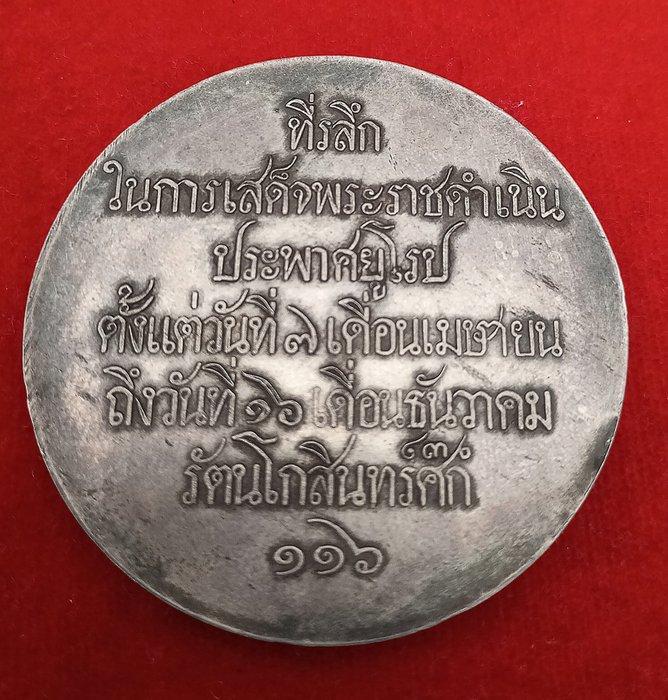 ที่รลึก
ในการเสด็จพระราชดำเนิน
ประพาศยุโรป
ตั้งแต่วันที่ ๗ เดือนเมษายน
ถึงวันที่ ๑๖ เดือนธันวาคม
รัตนโกสินทร์ศก๊
๑๑๖